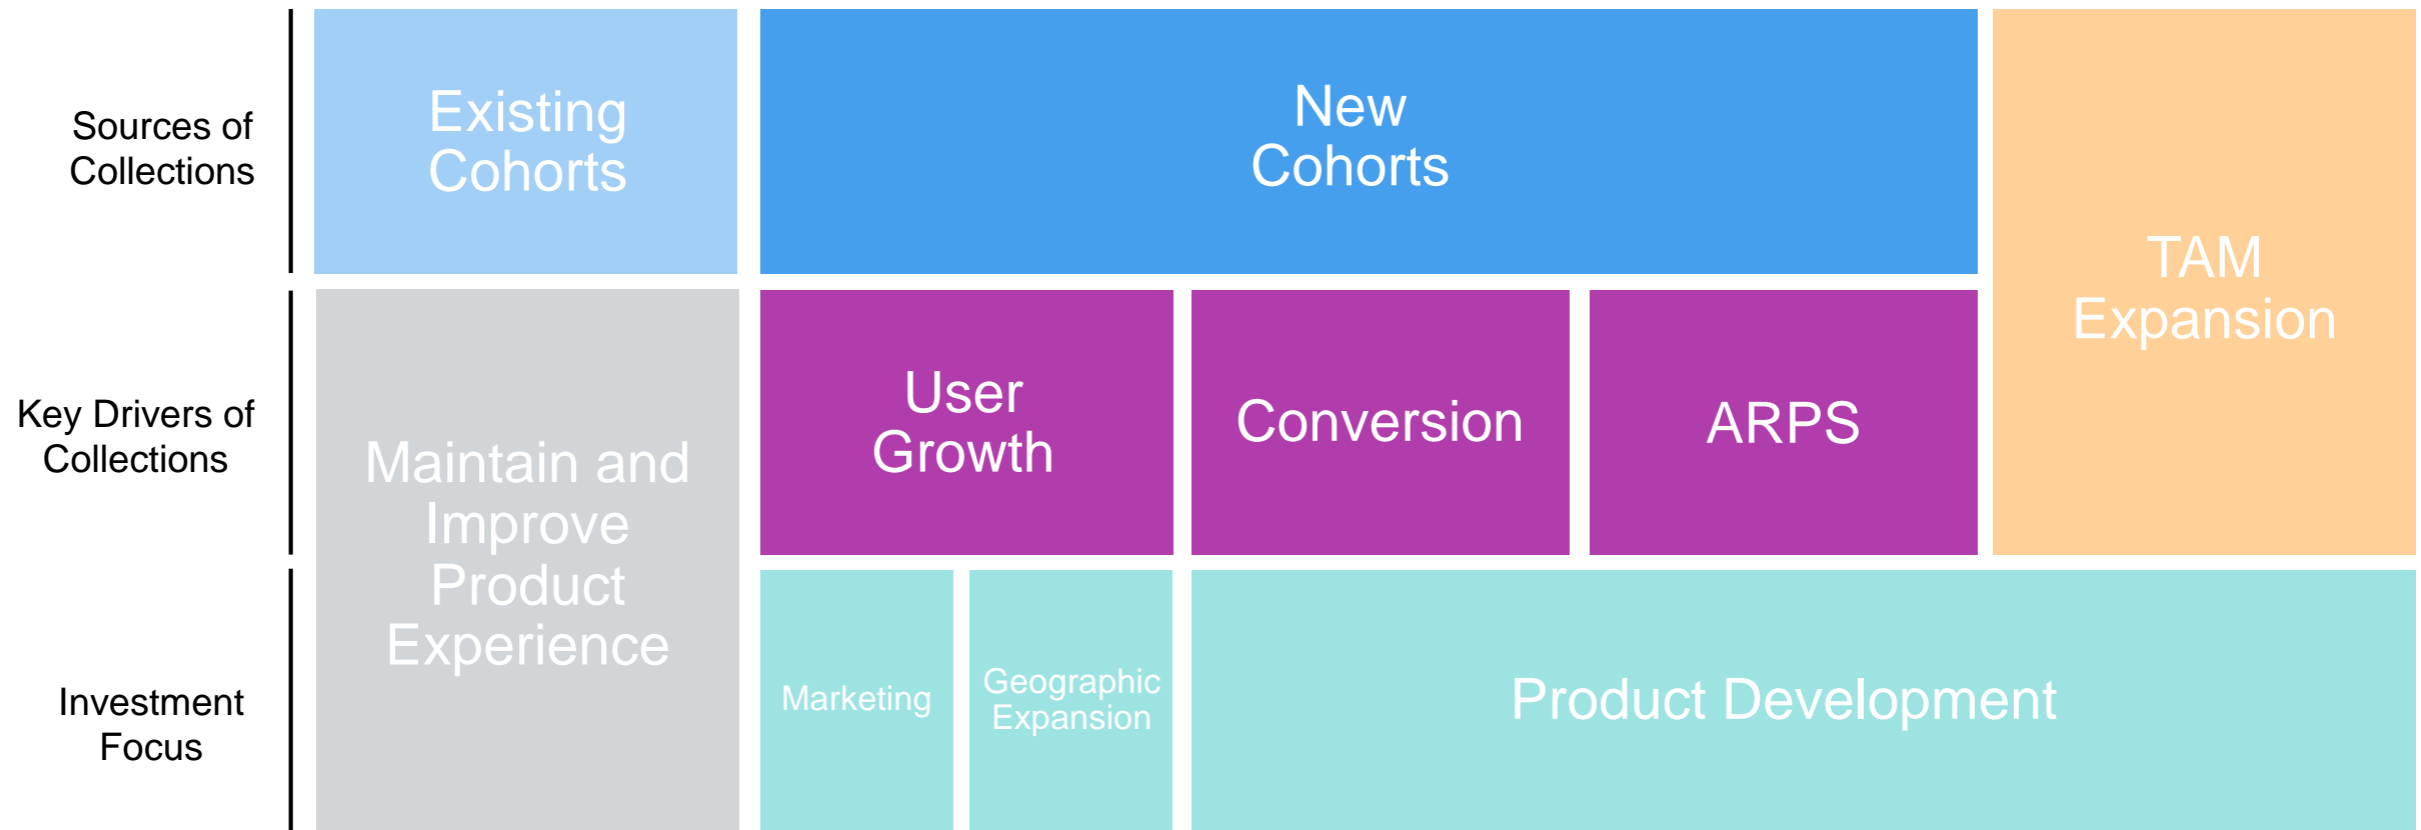 Sources of
Collections
Existing
Cohorts
New
Cohorts
TAM
Expansion
Key Drivers of
Collections
Maintain and
Improve
Product
Experience
User
Growth
Conversion
ARPS
Investment
Focus
Marketing
Geographic
Expansion
Product Development